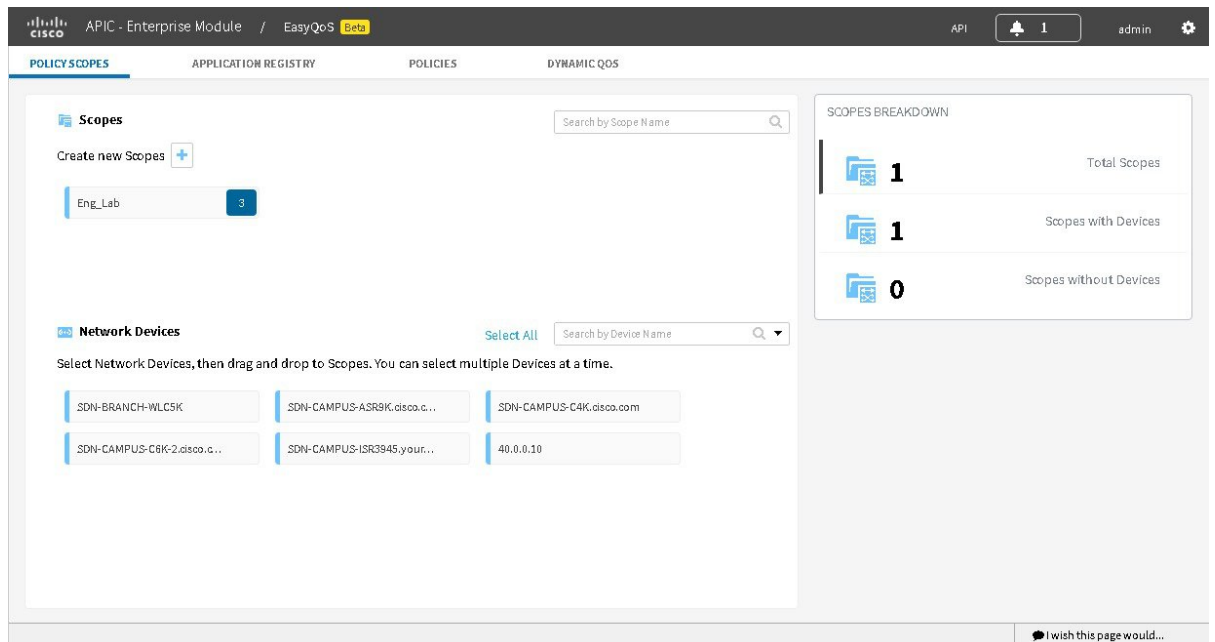 CISCO APIC - Enterprise Module / EasyQoS Beta API 1 admin
POLICY SCOPES APPLICATION REGISTRY POLICIES DYNAMIC QOS
Scopes Search by Scope Name
Create new Scopes +
Eng_Lab 3
Network Devices Select All Search by Device Name
Select Network Devices, then drag and drop to Scopes. You can select multiple Devices at a time.
SDN-BRANCH-WLC5K SDN-CAMPUS-ASR9K.cisco.c... SDN-CAMPUS-C4K.cisco.com
SDN-CAMPUS-C6K-2.cisco.c... SDN-CAMPUS-ISR3945.your... 40.0.0.10
SCOPES BREAKDOWN
1 Total Scopes
1 Scopes with Devices
0 Scopes without Devices
I wish this page would...